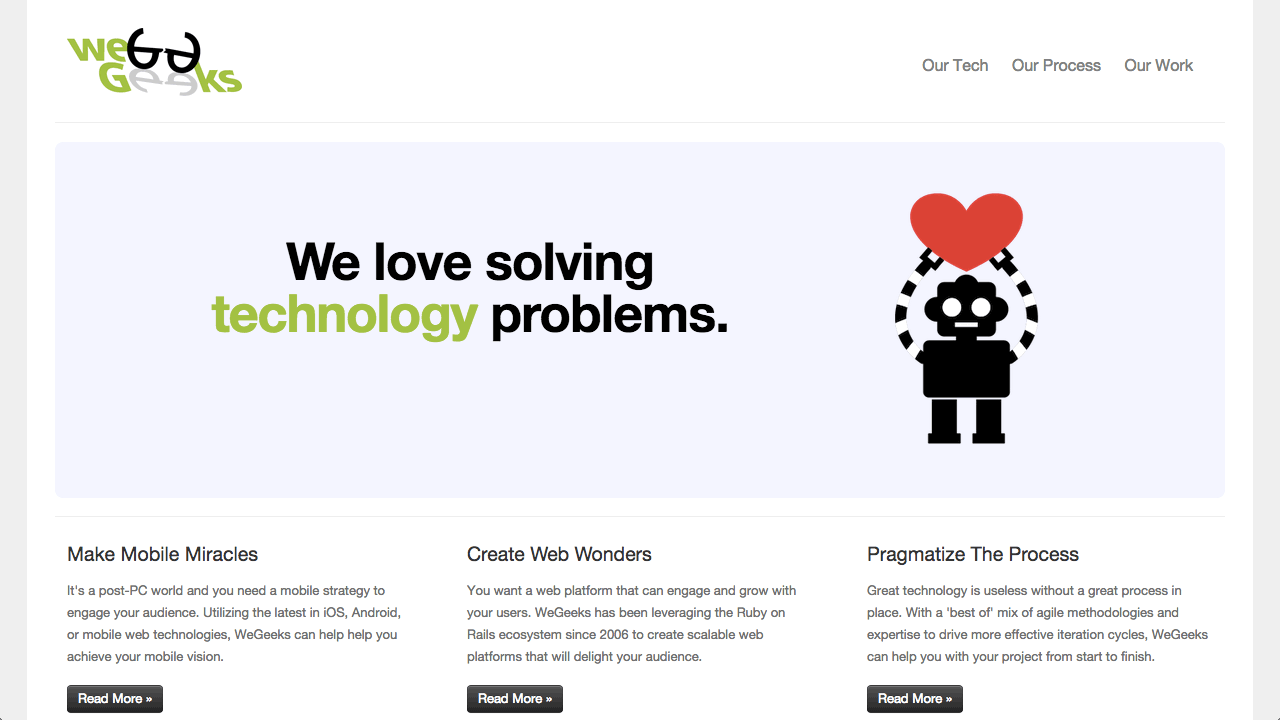 we
Geeks
Our Tech Our Process Our Work
We love solving
technology problems.
Make Mobile Miracles
It's a post-PC world and you need a mobile strategy to
engage your audience. Utilizing the latest in iOS, Android,
or mobile web technologies, WeGeeks can help help you
achieve your mobile vision.
Read More »
Create Web Wonders
You want a web platform that can engage and grow with
your users. WeGeeks has been leveraging the Ruby on
Rails ecosystem since 2006 to create scalable web
platforms that will delight your audience.
Read More »
Pragmatize The Process
Great technology is useless without a great process in
place. With a 'best of' mix of agile methodologies and
expertise to drive more effective iteration cycles, WeGeeks
can help you with your project from start to finish.
Read More »